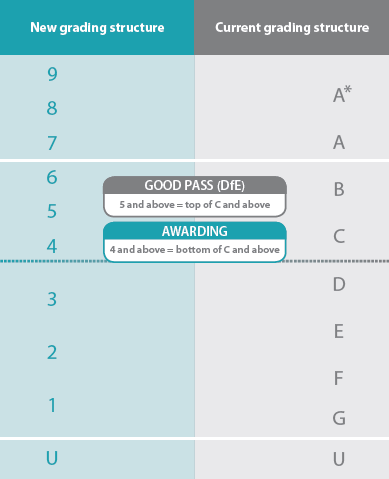 New grading structure
Current grading structure
9
8
7
A*
A
6
5
4
B
C
GOOD PASS (DfE)
5 and above = top of C and above
AWARDING
4 and above = bottom of C and above
3
2
1
D
E
F
G
U
U